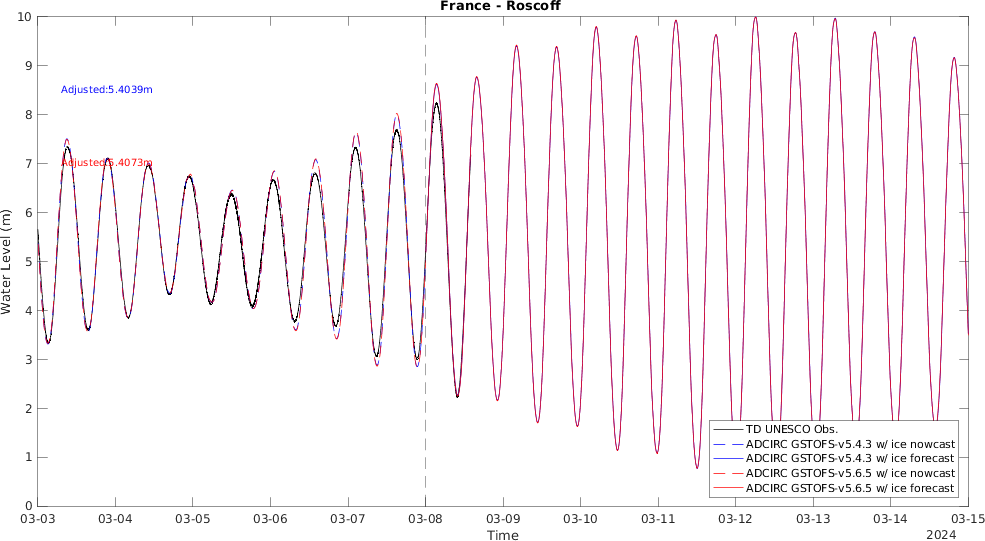 France - Roscoff
10
9
8
7
6
5
4
3
2
1
0
Water Level (m)
Adjusted:5.4039m
Adjusted:5.4073m
TD UNESCO Obs.
ADCIRC GSTOFS-v5.4.3 w/ ice nowcast
ADCIRC GSTOFS-v5.4.3 w/ ice forecast
ADCIRC GSTOFS-v5.6.5 w/ ice nowcast
ADCIRC GSTOFS-v5.6.5 w/ ice forecast
03-03 03-04 03-05 03-06 03-07 03-08 03-09 03-10 03-11 03-12 03-13 03-14 03-15
Time
2024